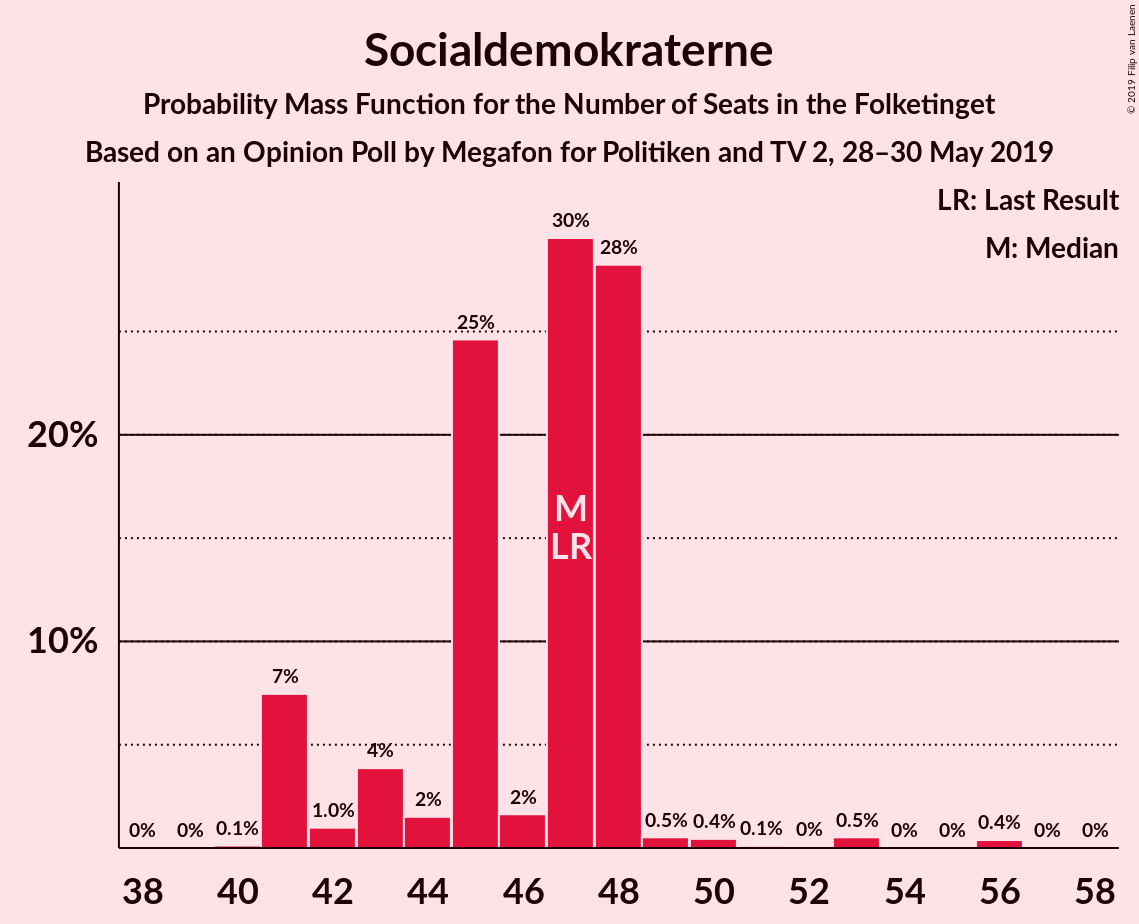 Socialdemokraterne
Probability Mass Function for the Number of Seats in the Folketinget
Based on an Opinion Poll by Megafon for Politiken and TV 2, 28–30 May 2019
© 2019 Filip van Laenen
LR: Last Result
M: Median
30%
28%
25%
20%
M
LR
10%
7%
4%
2%
2%
1.0%
0% 0% 0.1% 0.5% 0.4% 0.1% 0% 0.5% 0% 0% 0.4% 0% 0%
38 40 42 44 46 48 50 52 54 56 58